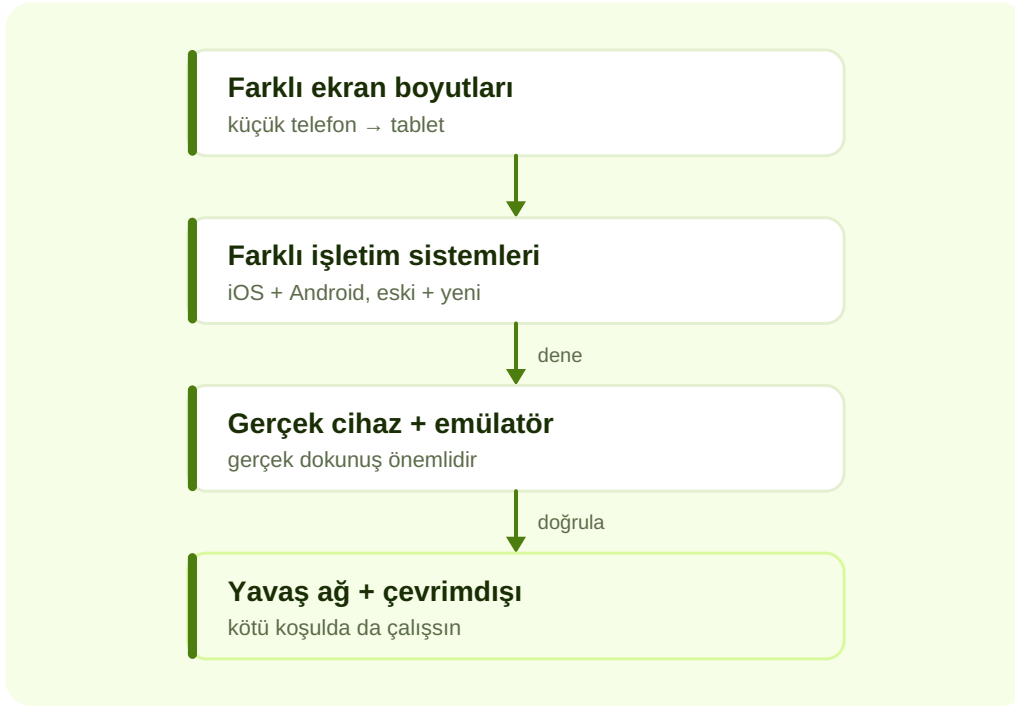 Farklı ekran boyutları
küçük telefon → tablet
Farklı işletim sistemleri
iOS + Android, eski + yeni
dene
Gerçek cihaz + emülatör
gerçek dokunuş önemlidir
doğrula
Yavaş ağ + çevrimdışı
kötü koşulda da çalışsın